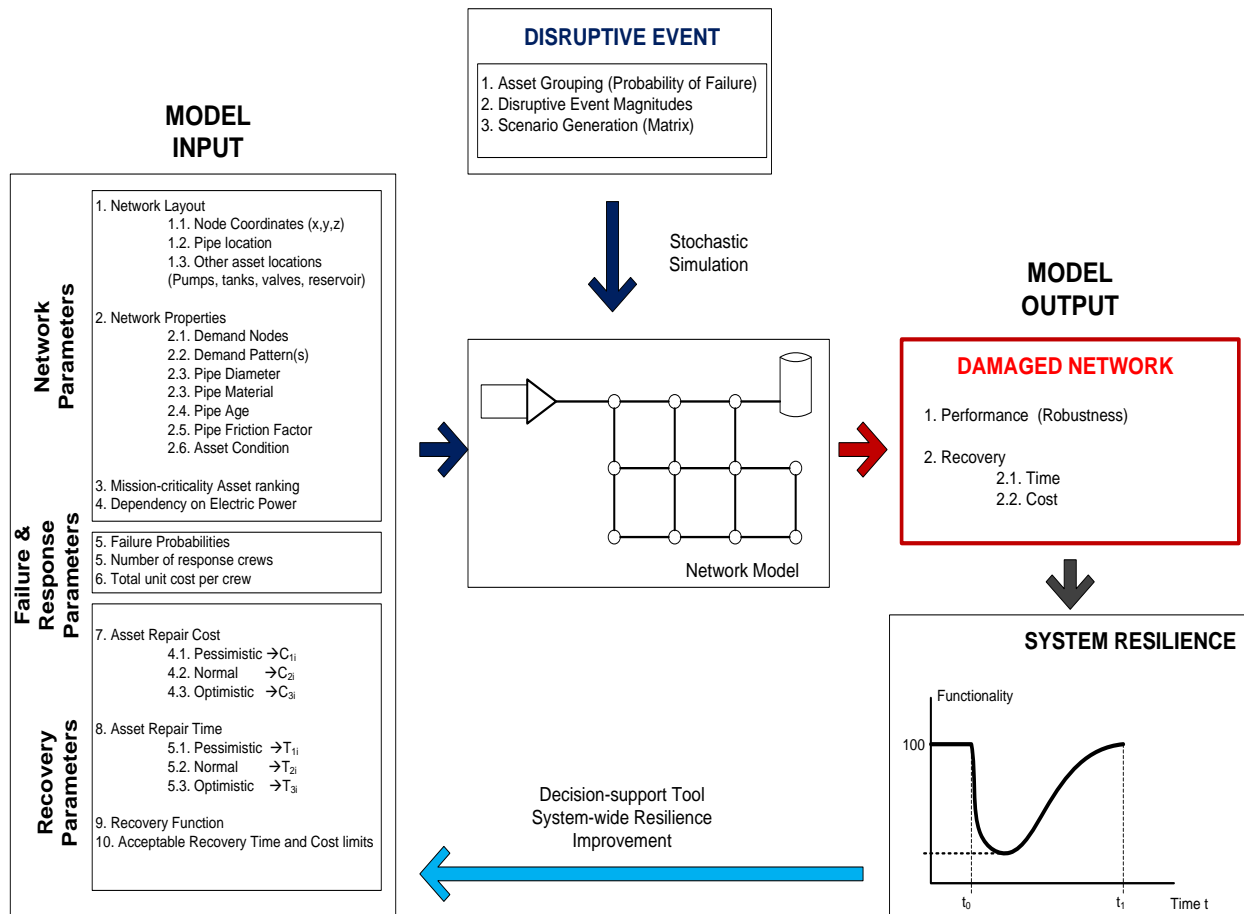 DISRUPTIVE EVENT
1. Asset Grouping (Probability of Failure)
2. Disruptive Event Magnitudes
3. Scenario Generation (Matrix)
MODEL
INPUT
Network
Parameters
1. Network Layout
1.1. Node Coordinates (x,y,z)
1.2. Pipe location
1.3. Other asset locations
(Pumps, tanks, valves, reservoir)
2. Network Properties
2.1. Demand Nodes
2.2. Demand Pattern(s)
2.3. Pipe Diameter
2.3. Pipe Material
2.4. Pipe Age
2.5. Pipe Friction Factor
2.6. Asset Condition
3. Mission-criticality Asset ranking
4. Dependency on Electric Power
Failure &
Response
Parameters
5. Failure Probabilities
5. Number of response crews
6. Total unit cost per crew
Recovery
Parameters
7. Asset Repair Cost
4.1. Pessimistic →C1i
4.2. Normal →C2i
4.3. Optimistic →C3i
8. Asset Repair Time
5.1. Pessimistic →T1i
5.2. Normal →T2i
5.3. Optimistic →T3i
9. Recovery Function
10. Acceptable Recovery Time and Cost limits
Stochastic
Simulation
Network Model
MODEL
OUTPUT
DAMAGED NETWORK
1. Performance (Robustness)
2. Recovery
2.1. Time
2.2. Cost
SYSTEM RESILIENCE
Functionality
100
t0
t1
Time t
Decision-support Tool
System-wide Resilience
Improvement